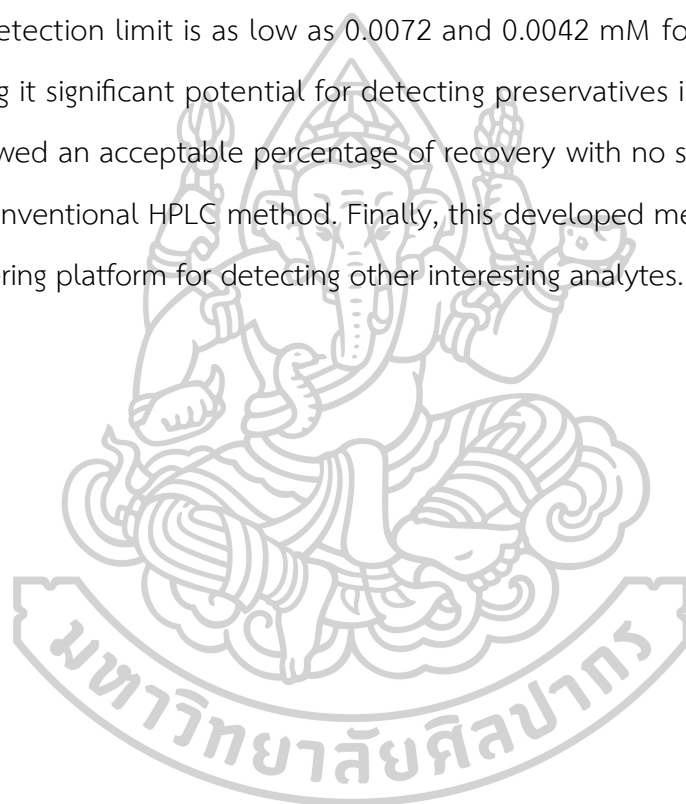 etection limit is as low as 0.0072 and 0.0042 mM fo
g it significant potential for detecting preservatives i
wed an acceptable percentage of recovery with no s
onventional HPLC method. Finally, this developed me
ring platform for detecting other interesting analytes.
มหาวิทยาลัยศิลปากร